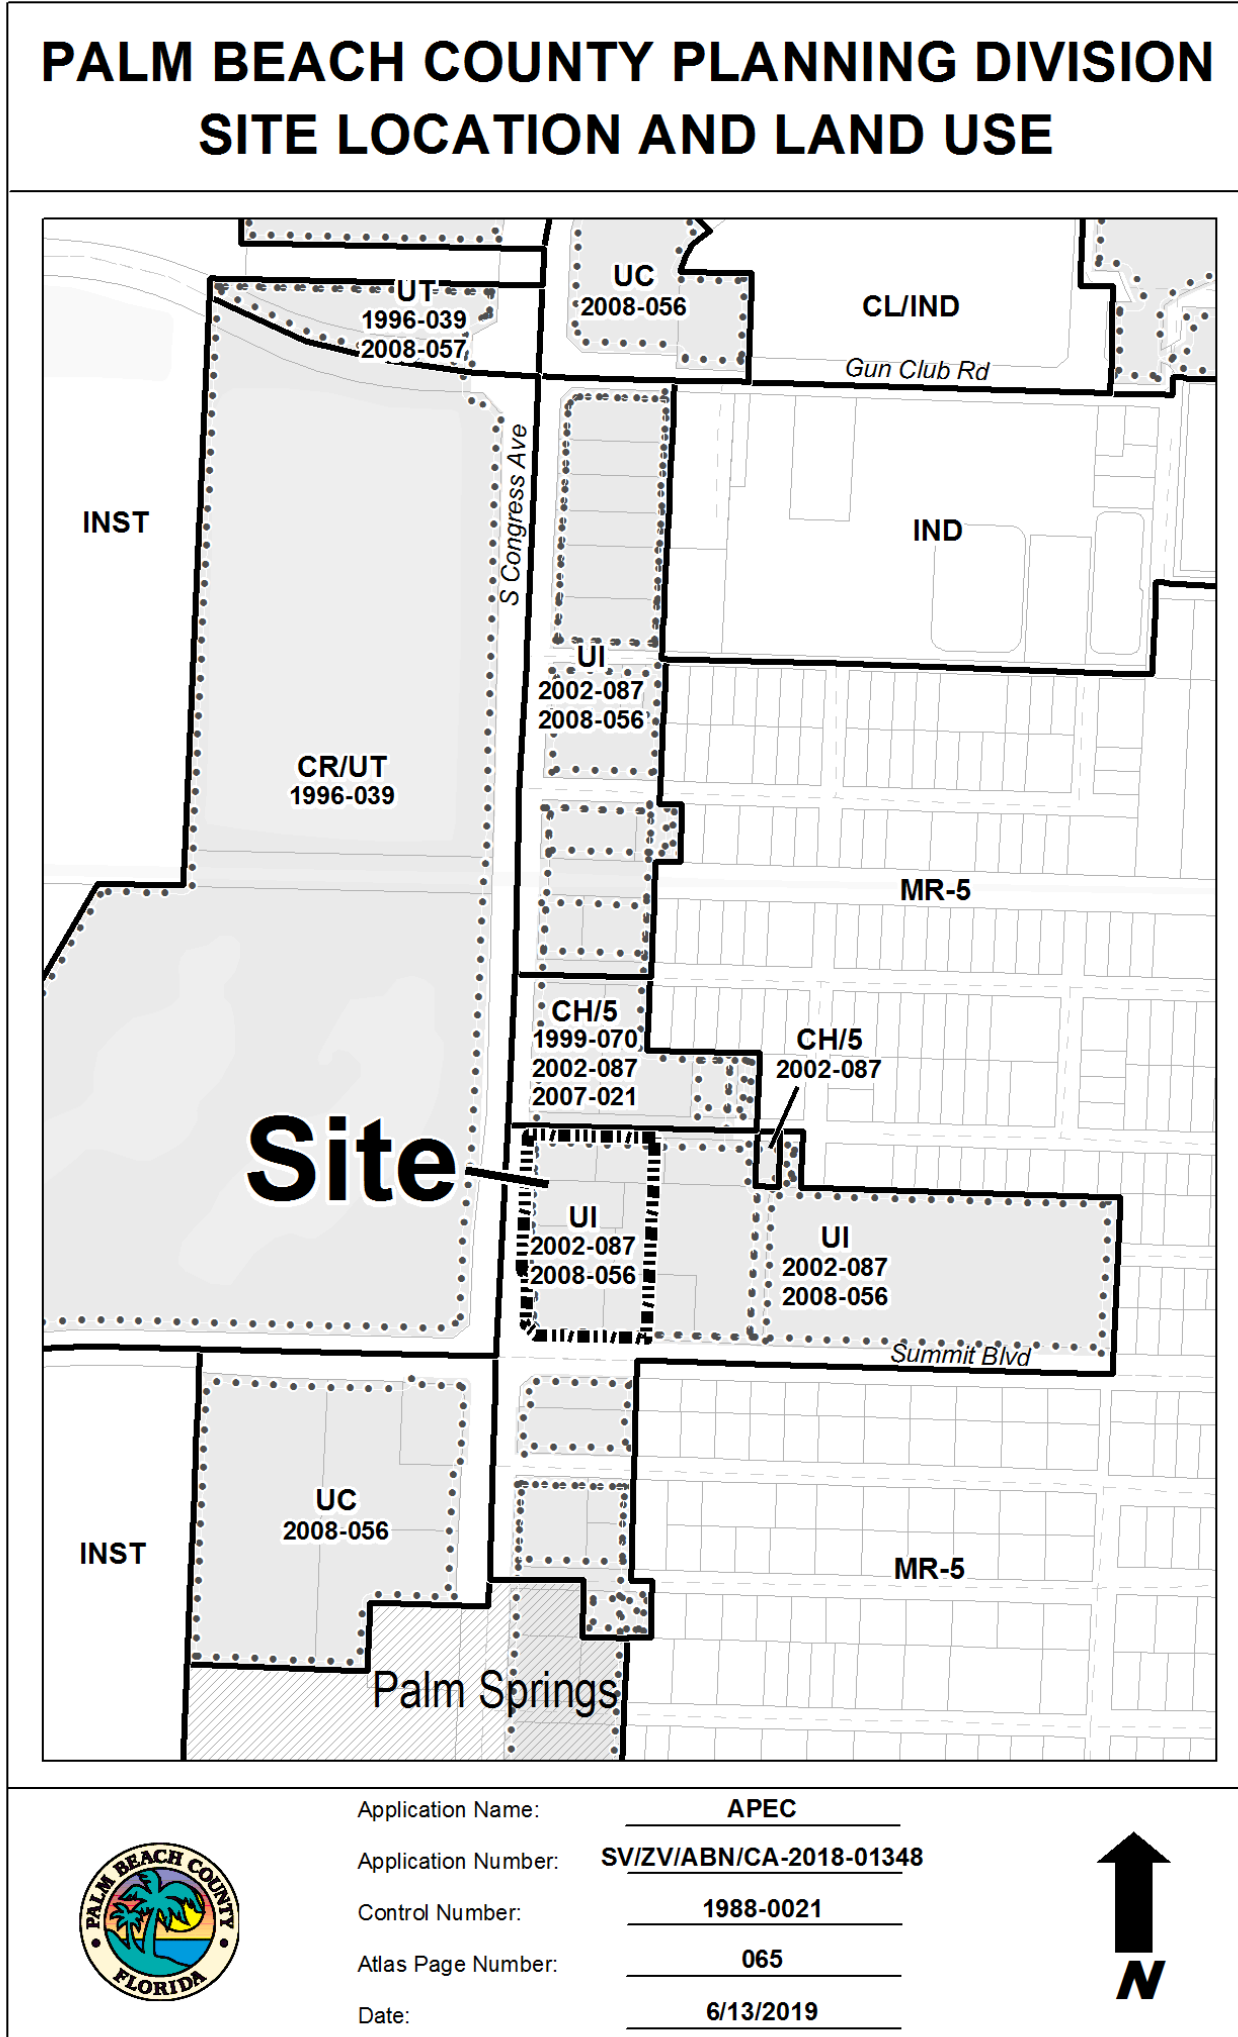 PALM BEACH COUNTY PLANNING DIVISION
SITE LOCATION AND LAND USE
UT
1996-039
2008-057
UC
2008-056
CL/IND
Gun Club Rd
S Congress Ave
INST
IND
UI
2002-087
2008-056
CR/UT
1996-039
MR-5
CH/5
1999-070
2002-087
2007-021
CH/5
2002-087
Site
UI
2002-087
2008-056
UI
2002-087
2008-056
Summit Blvd
UC
2008-056
INST
MR-5
Palm Springs
Application Name: APEC
Application Number: SV/ZV/ABN/CA-2018-01348
Control Number: 1988-0021
Atlas Page Number: 065
Date: 6/13/2019
PALM BEACH COUNTY
FLORIDA
N